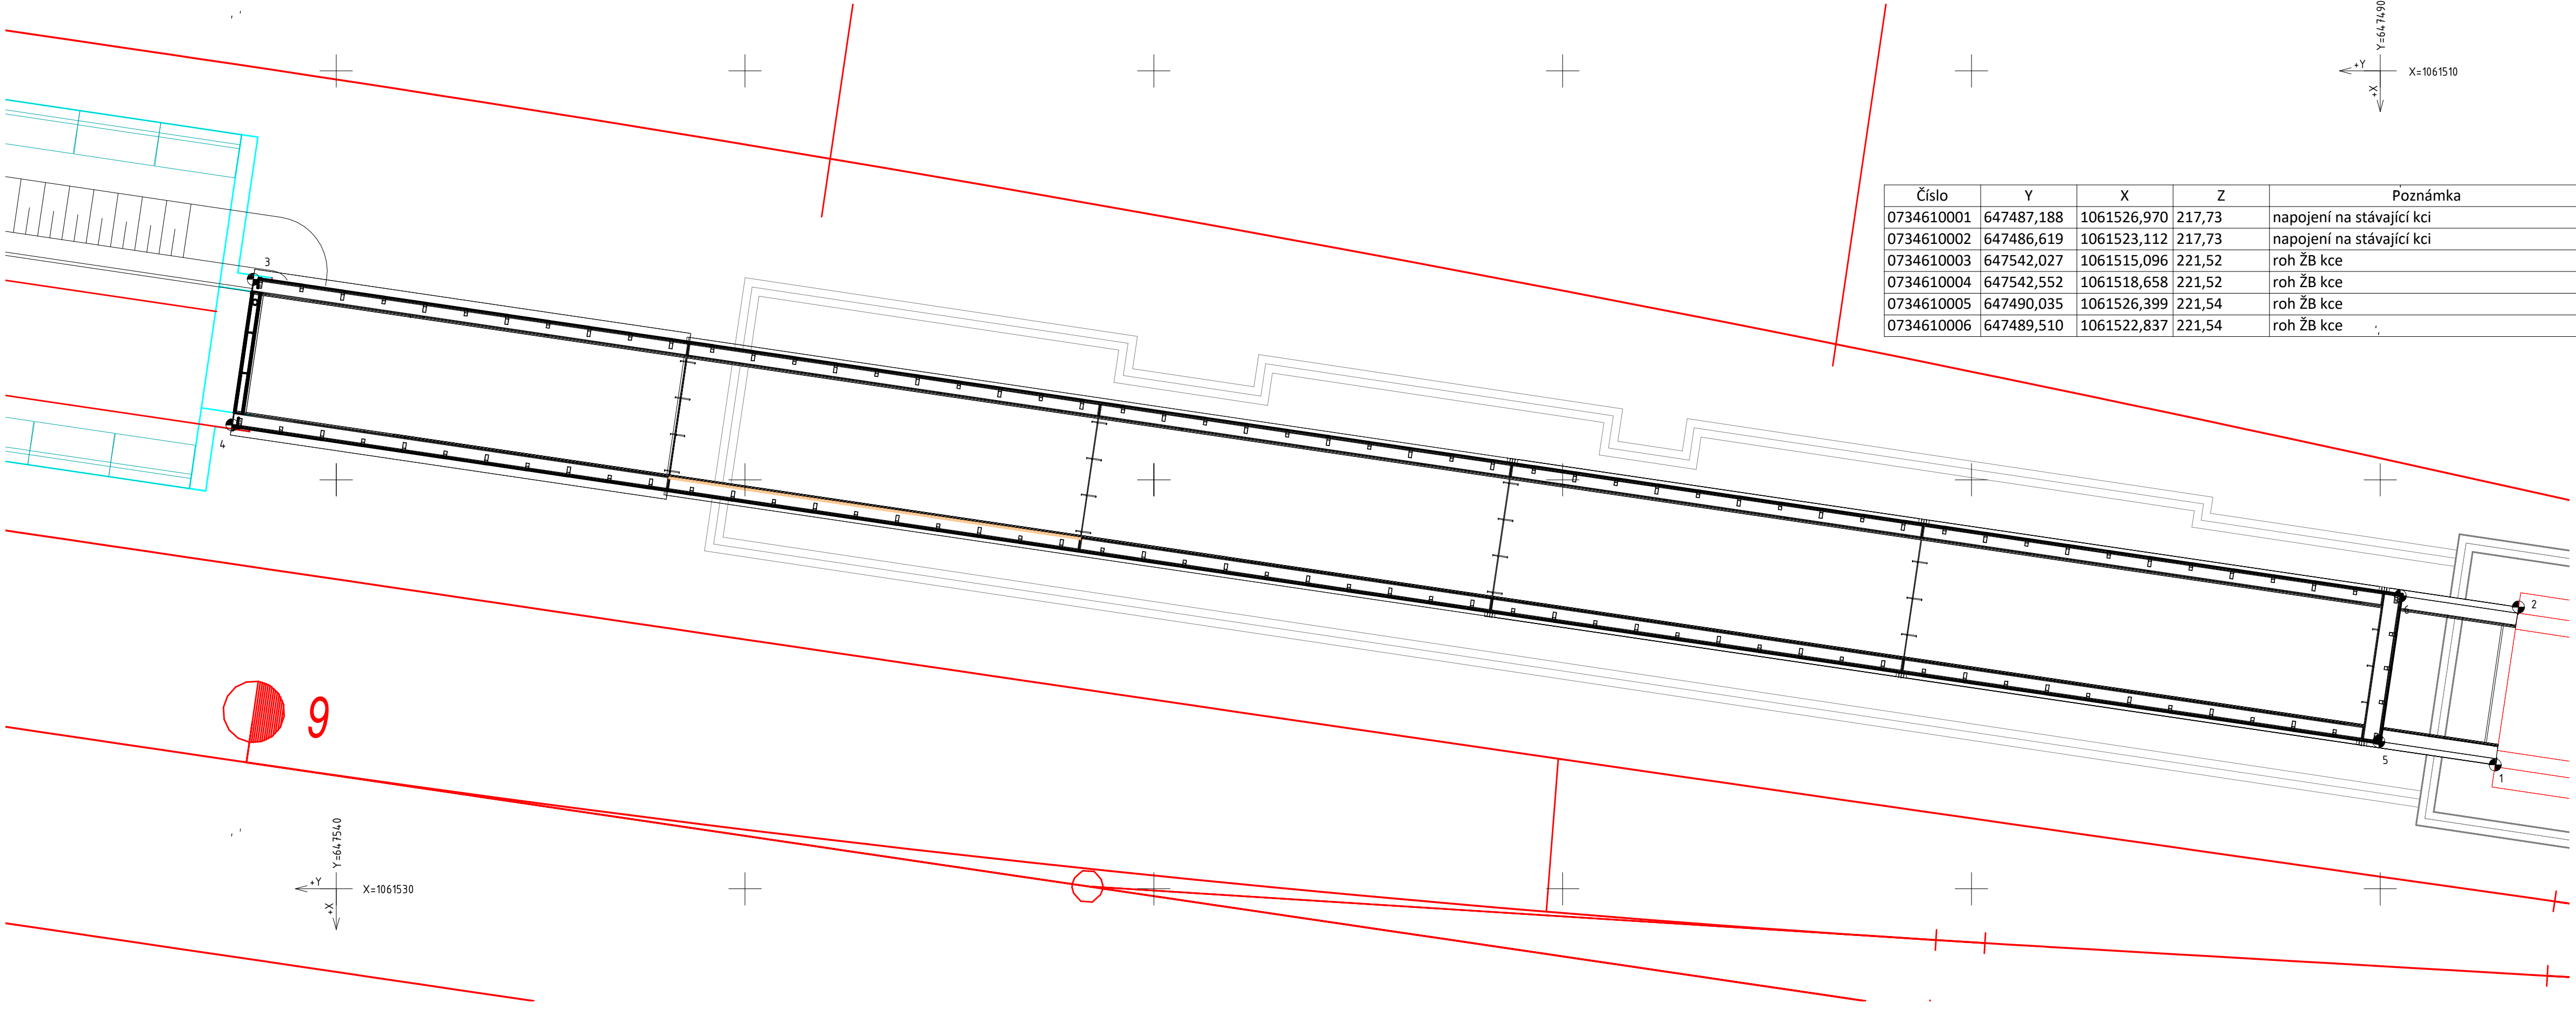 Y=647490
+Y
X=1061510
+X
Číslo Y X Z Poznámka
0734610001 647487,188 1061526,970 217,73 napojení na stávající kci
0734610002 647486,619 1061523,112 217,73 napojení na stávající kci
0734610003 647542,027 1061515,096 221,52 roh ŽB kce
0734610004 647542,552 1061518,658 221,52 roh ŽB kce
0734610005 647490,035 1061526,399 221,54 roh ŽB kce
0734610006 647489,510 1061522,837 221,54 roh ŽB kce
3
4
6
2
5
1
9
Y=647540
+Y
X=1061530
+X